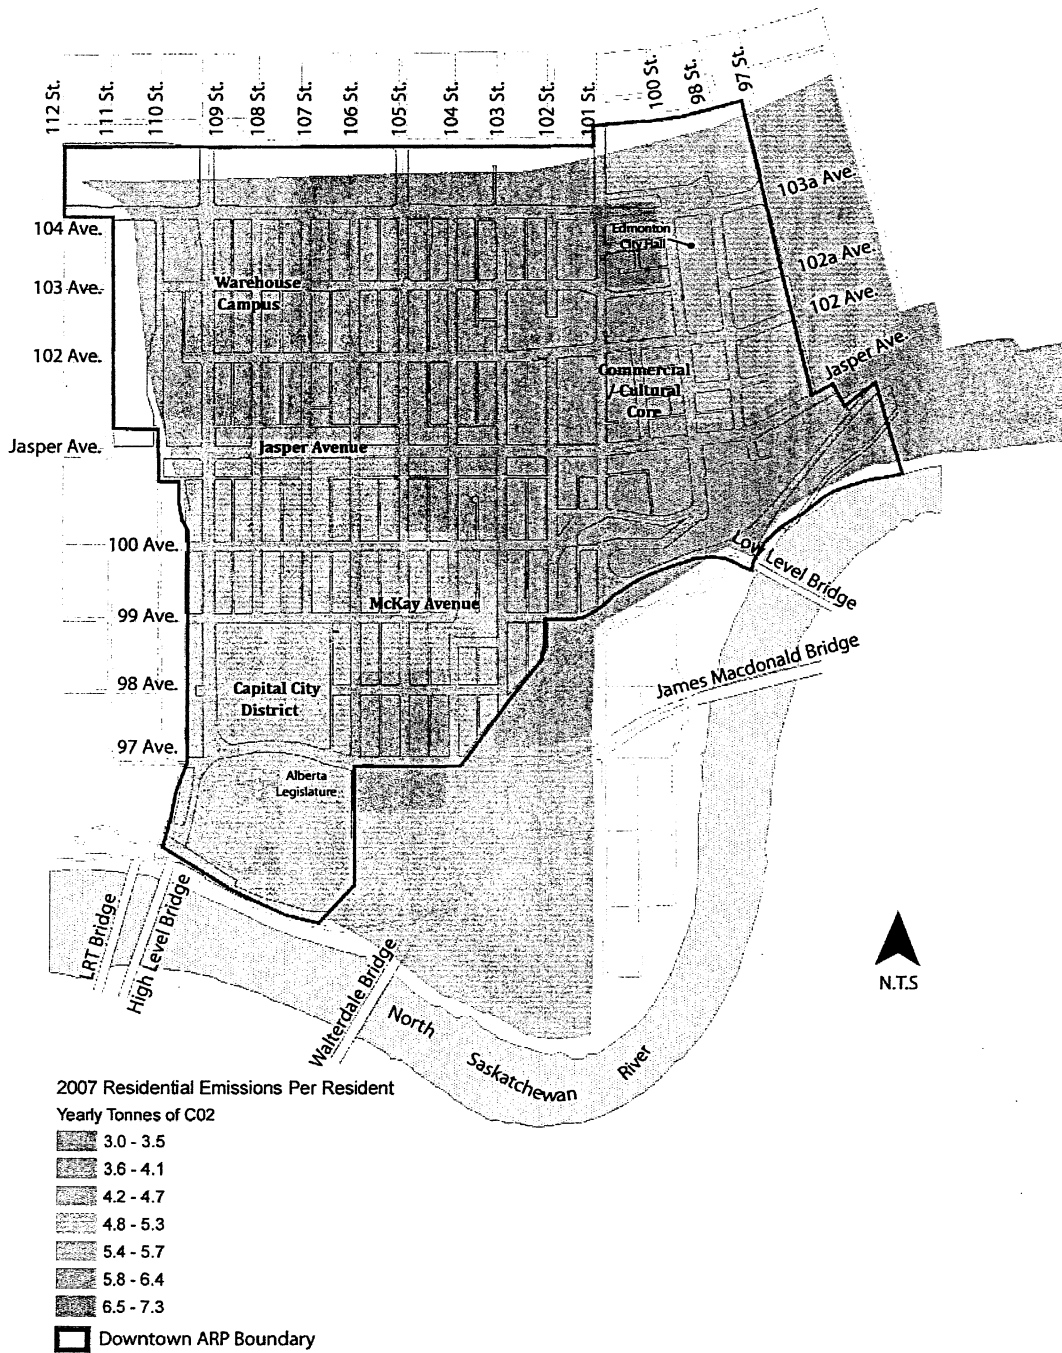 112 St.
111 St.
110 St.
109 St.
108 St.
107 St.
106 St.
105 St.
104 St.
103 St.
102 St.
101 St.
100 St.
98 St.
97 St.
103a Ave.
104 Ave.
Edmonton
City Hall
102a Ave.
103 Ave.
Warehouse
Campus
102 Ave.
102 Ave.
Jasper Ave.
Commercial
/ Cultural
Core
Jasper Ave.
Jasper Avenue
100 Ave.
Low Level Bridge
McKay Avenue
99 Ave.
James Macdonald Bridge
98 Ave.
Capital City
District
97 Ave.
Alberta
Legislature
LRT Bridge
High Level Bridge
Walterdale Bridge
North
Saskatchewan
River
N.T.S
2007 Residential Emissions Per Resident
Yearly Tonnes of C02
3.0 - 3.5
3.6 - 4.1
4.2 - 4.7
4.8 - 5.3
5.4 - 5.7
5.8 - 6.4
6.5 - 7.3
Downtown ARP Boundary